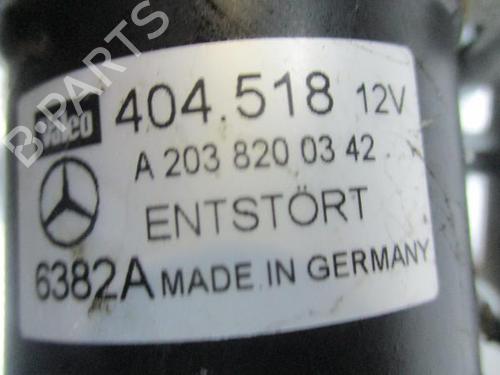 Valeo 404.518 12V
A 203 820 03 42
ENTSTÖRT
6382A MADE IN GERMANY
B-PARTS